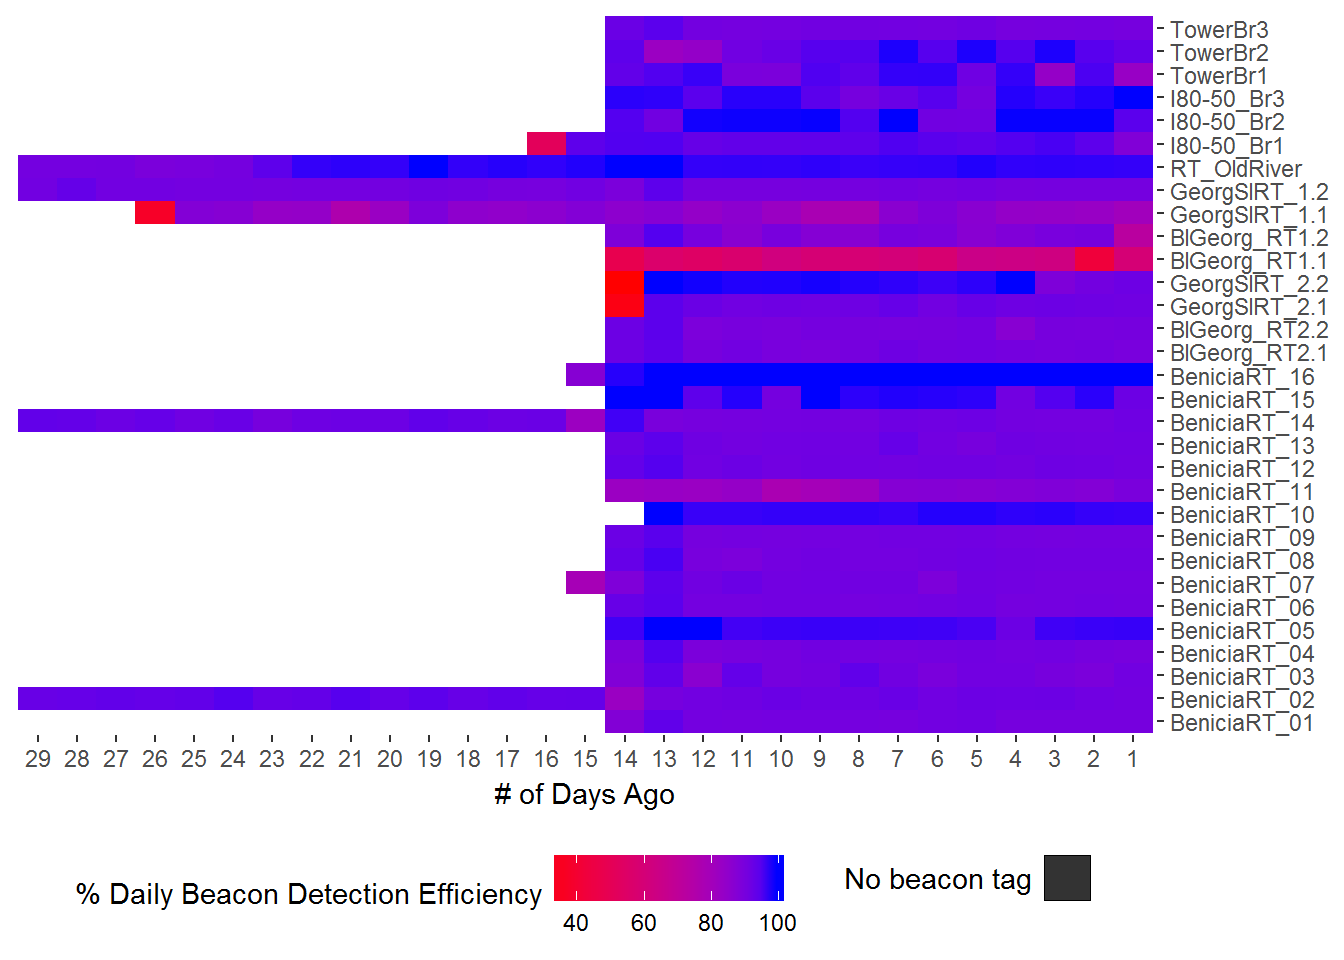 TowerBr3
TowerBr2
TowerBr1
I80-50_Br3
I80-50_Br2
I80-50_Br1
RT_OldRiver
GeorgSlRT_1.2
GeorgSlRT_1.1
BlGeorg_RT1.2
BlGeorg_RT1.1
GeorgSlRT_2.2
GeorgSlRT_2.1
BlGeorg_RT2.2
BlGeorg_RT2.1
BeniciaRT_16
BeniciaRT_15
BeniciaRT_14
BeniciaRT_13
BeniciaRT_12
BeniciaRT_11
BeniciaRT_10
BeniciaRT_09
BeniciaRT_08
BeniciaRT_07
BeniciaRT_06
BeniciaRT_05
BeniciaRT_04
BeniciaRT_03
BeniciaRT_02
BeniciaRT_01
29 28 27 26 25 24 23 22 21 20 19 18 17 16 15 14 13 12 11 10 9 8 7 6 5 4 3 2 1
# of Days Ago
% Daily Beacon Detection Efficiency
40 60 80 100
No beacon tag